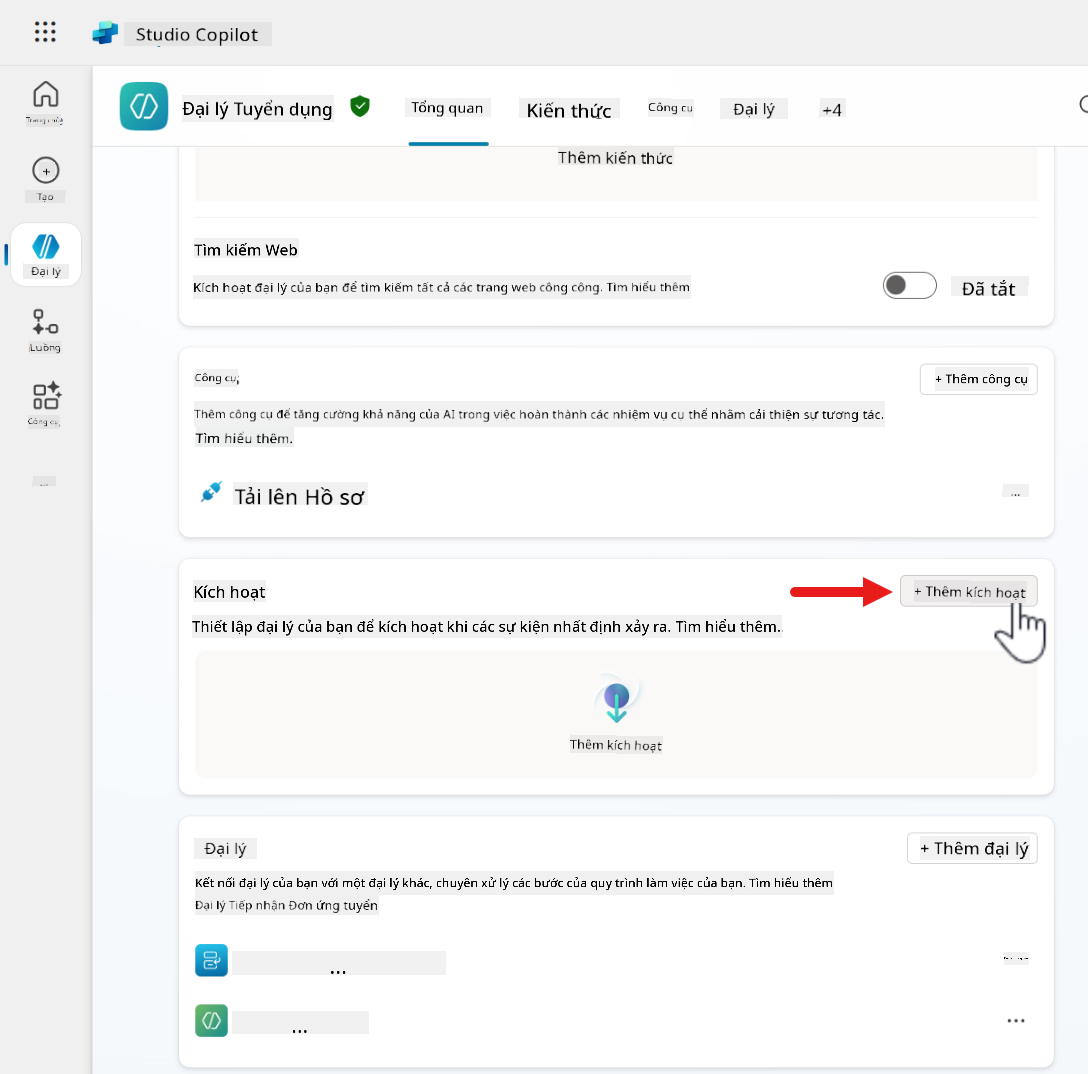 Studio Copilot
Đại lý Tuyển dụng
Tổng quan
Kiến thức
Công cụ
Đại lý
+4
Trang chủ
Tạo
Đại lý
Luồng
Công cụ
...
Thêm kiến thức
Tìm kiếm Web
Kích hoạt đại lý của bạn để tìm kiếm tất cả các trang web công cộng. Tìm hiểu thêm
Đã tắt
Công cụ
+ Thêm công cụ
Thêm công cụ để tăng cường khả năng của AI trong việc hoàn thành các nhiệm vụ cụ thể nhằm cải thiện sự tương tác.
Tìm hiểu thêm.
Tải lên Hồ sơ
...
Kích hoạt
+ Thêm kích hoạt
Thiết lập đại lý của bạn để kích hoạt khi các sự kiện nhất định xảy ra. Tìm hiểu thêm.
Thêm kích hoạt
Đại lý
+ Thêm đại lý
Kết nối đại lý của bạn với một đại lý khác, chuyên xử lý các bước của quy trình làm việc của bạn. Tìm hiểu thêm
Đại lý Tiếp nhận Đơn ứng tuyển
...
...
...